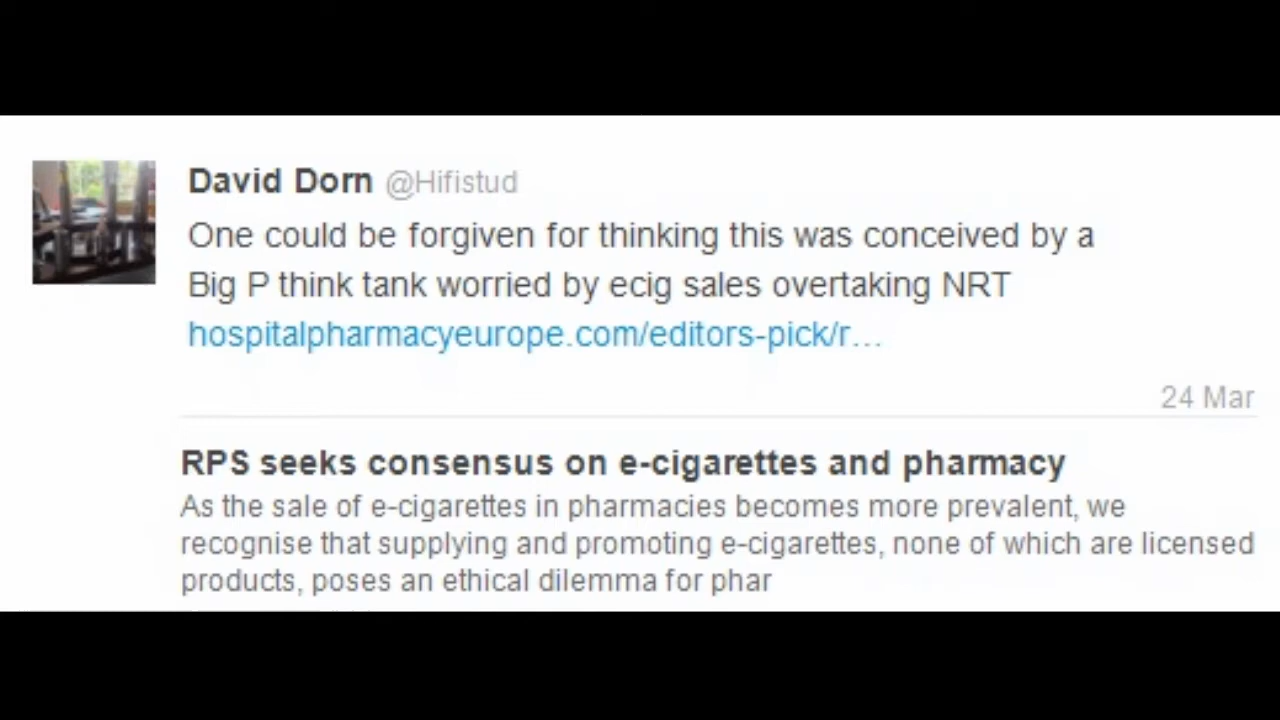 David Dorn @Hifistud
One could be forgiven for thinking this was conceived by a
Big P think tank worried by ecig sales overtaking NRT
hospitalpharmacyeurope.com/editors-pick/r...
24 Mar
RPS seeks consensus on e-cigarettes and pharmacy
As the sale of e-cigarettes in pharmacies becomes more prevalent, we
recognise that supplying and promoting e-cigarettes, none of which are licensed
products, poses an ethical dilemma for phar